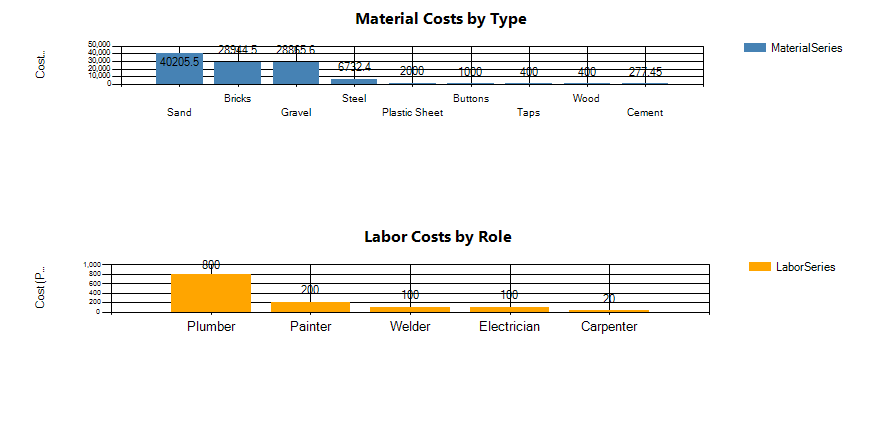 Material Costs by Type
Cost...
50,000
40,000
30,000
20,000
10,000
0
40205.5
28944.5
28865.6
6732.4
2000
1000
400
400
277.45
Bricks
Steel
Buttons
Wood
Sand
Gravel
Plastic Sheet
Taps
Cement
MaterialSeries
Labor Costs by Role
Cost (P...
1,000
800
600
400
200
0
800
200
100
100
20
Plumber
Painter
Welder
Electrician
Carpenter
LaborSeries